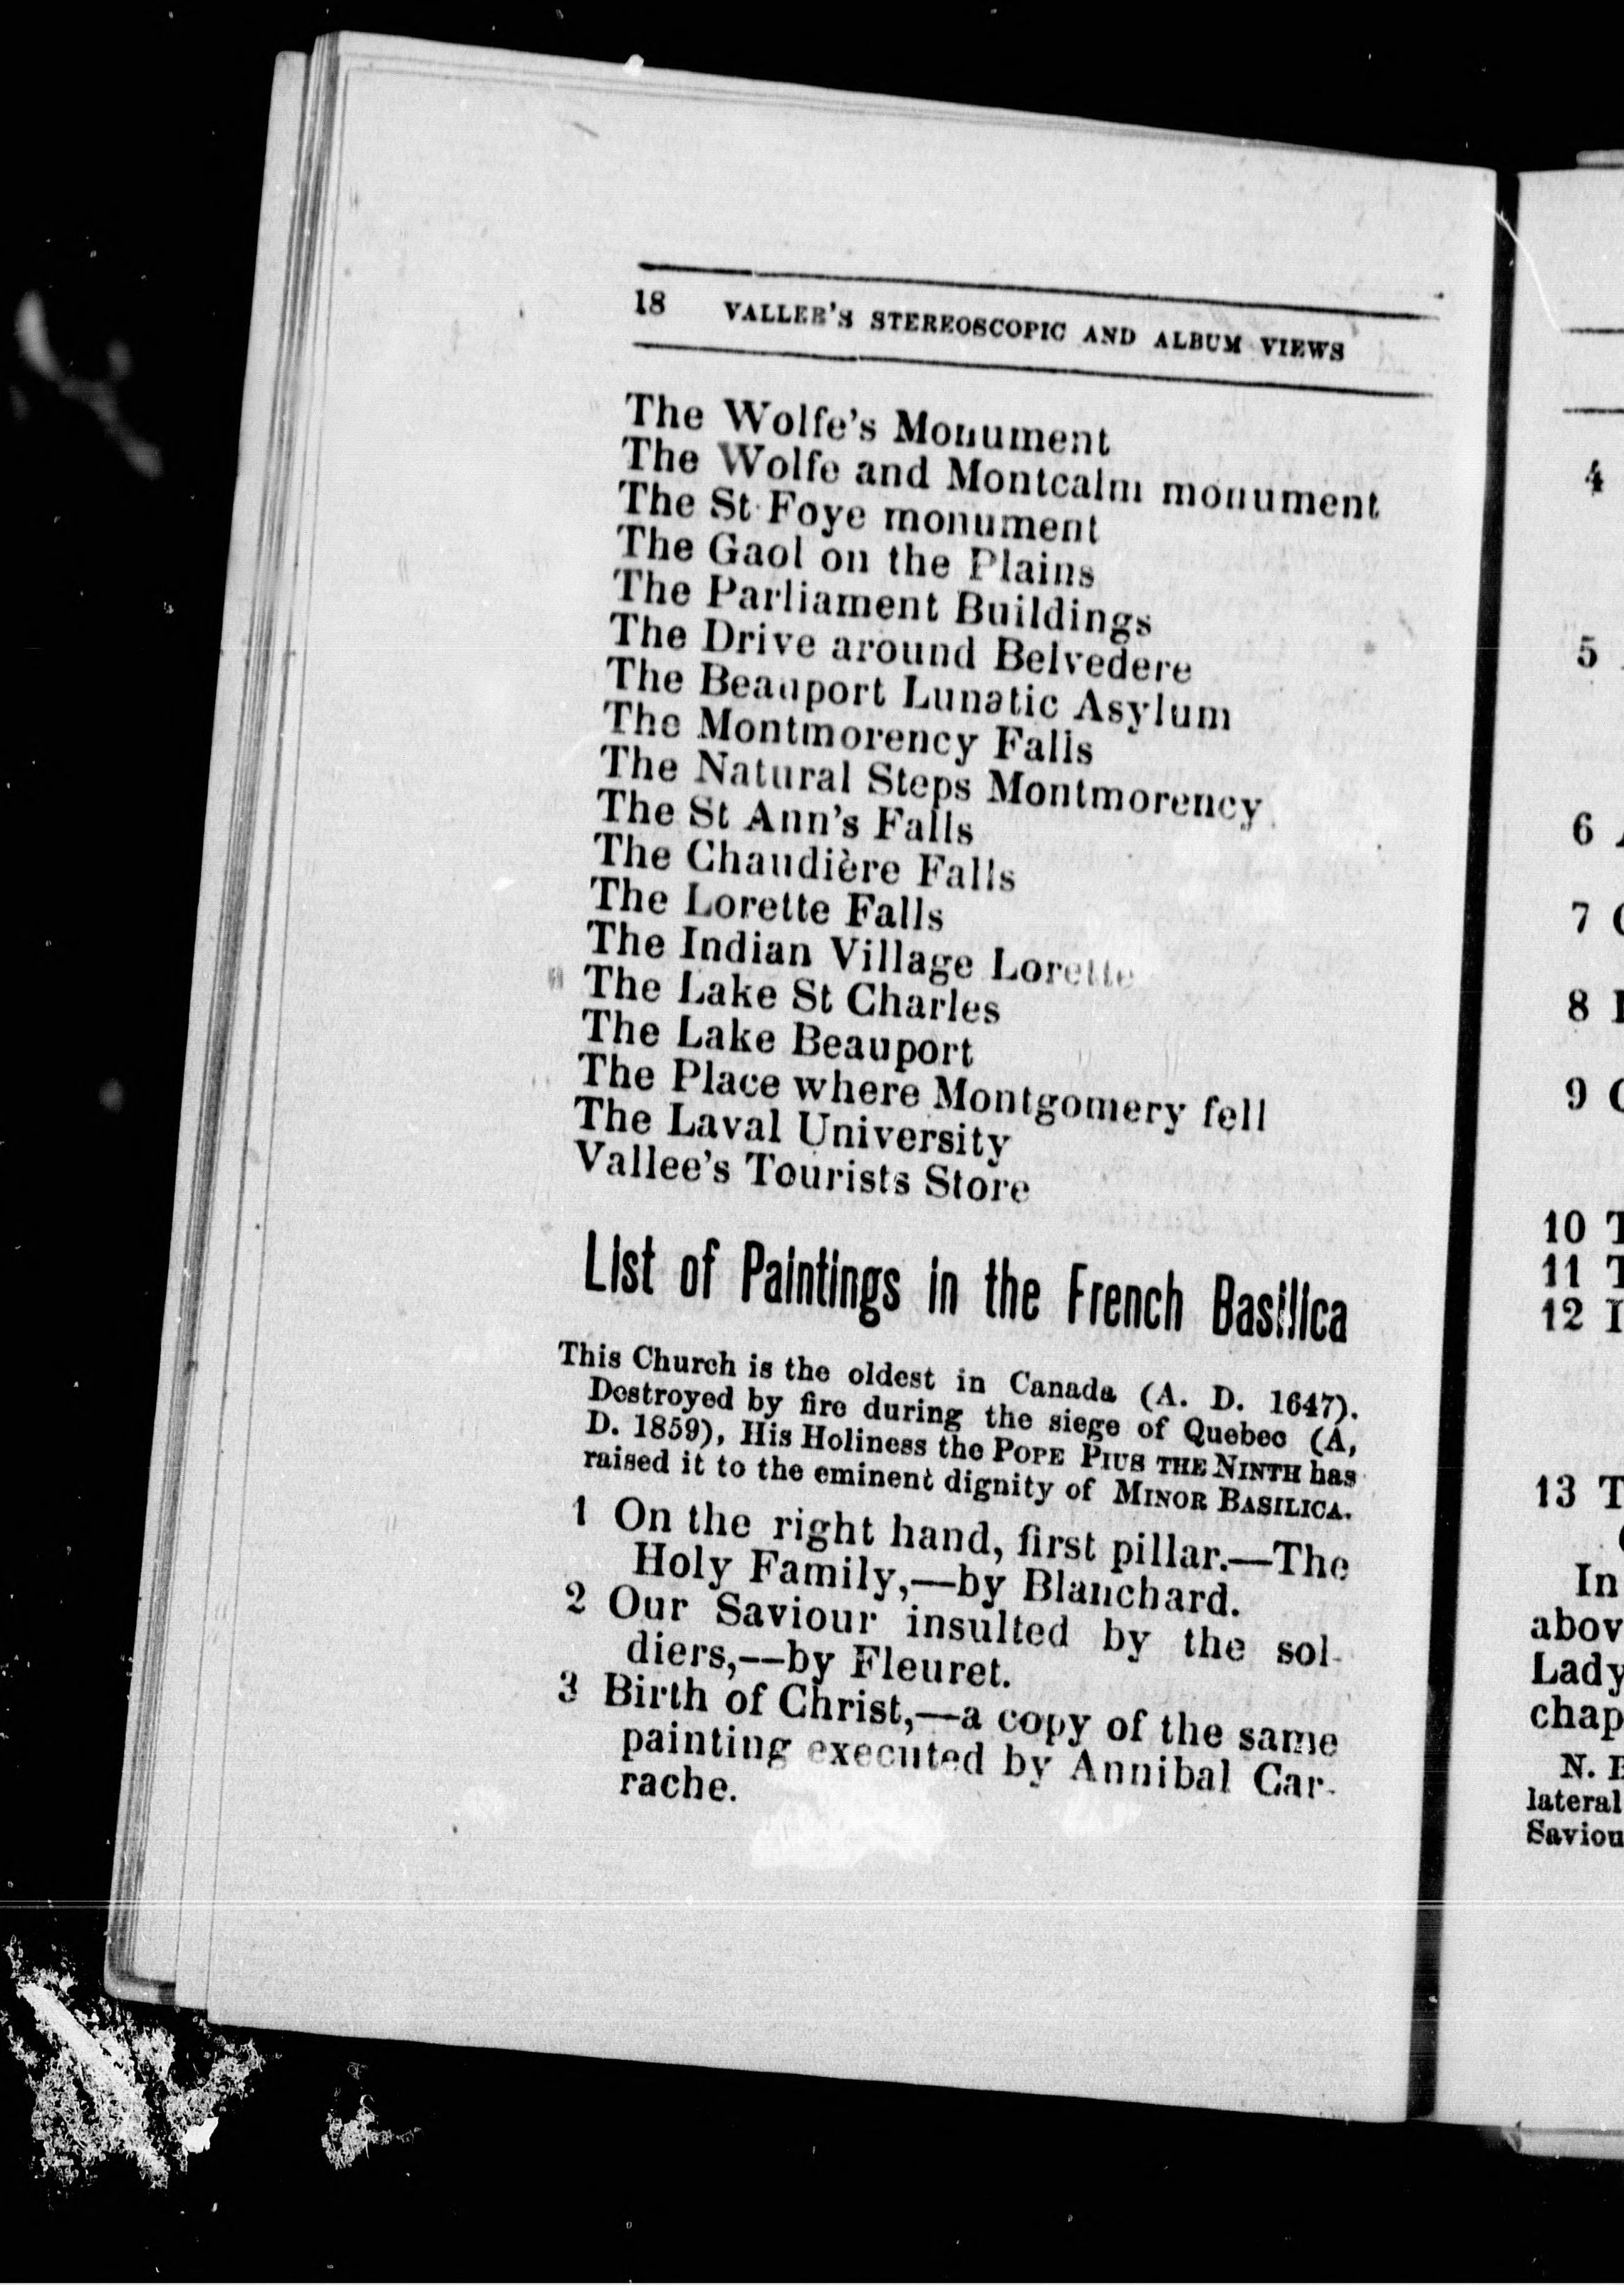 18 VALLEE'S STEREOSCOPIC AND ALBUM VIEWS
The Wolfe's Monument
The Wolfe and Montcalm monument
The St Foye monument
The Gaol on the Plains
The Parliament Buildings
The Drive around Belvedere
The Beauport Lunatic Asylum
The Montmorency Falls
The Natural Steps Montmorency
The St Ann's Falls
The Chaudière Falls
The Lorette Falls
The Indian Village Lorette
The Lake St Charles
The Lake Beauport
The Place where Montgomery fell
The Laval University
Vallee's Tourists Store
List of Paintings in the French Basilica
This Church is the oldest in Canada (A. D. 1647).
Destroyed by fire during the siege of Quebec (A,
D. 1859), His Holiness the POPE PIUS THE NINTH has
raised it to the eminent dignity of MINOR BASILICA.
1 On the right hand, first pillar.—The
Holy Family,—by Blanchard.
2 Our Saviour insulted by the sol-
diers,—by Fleuret.
3 Birth of Christ,—a copy of the same
painting executed by Annibal Car-
rache.
4
5
6
7
8
9
10
11
12
13
In
abov
Lady
chap
N.
lateral
Saviou